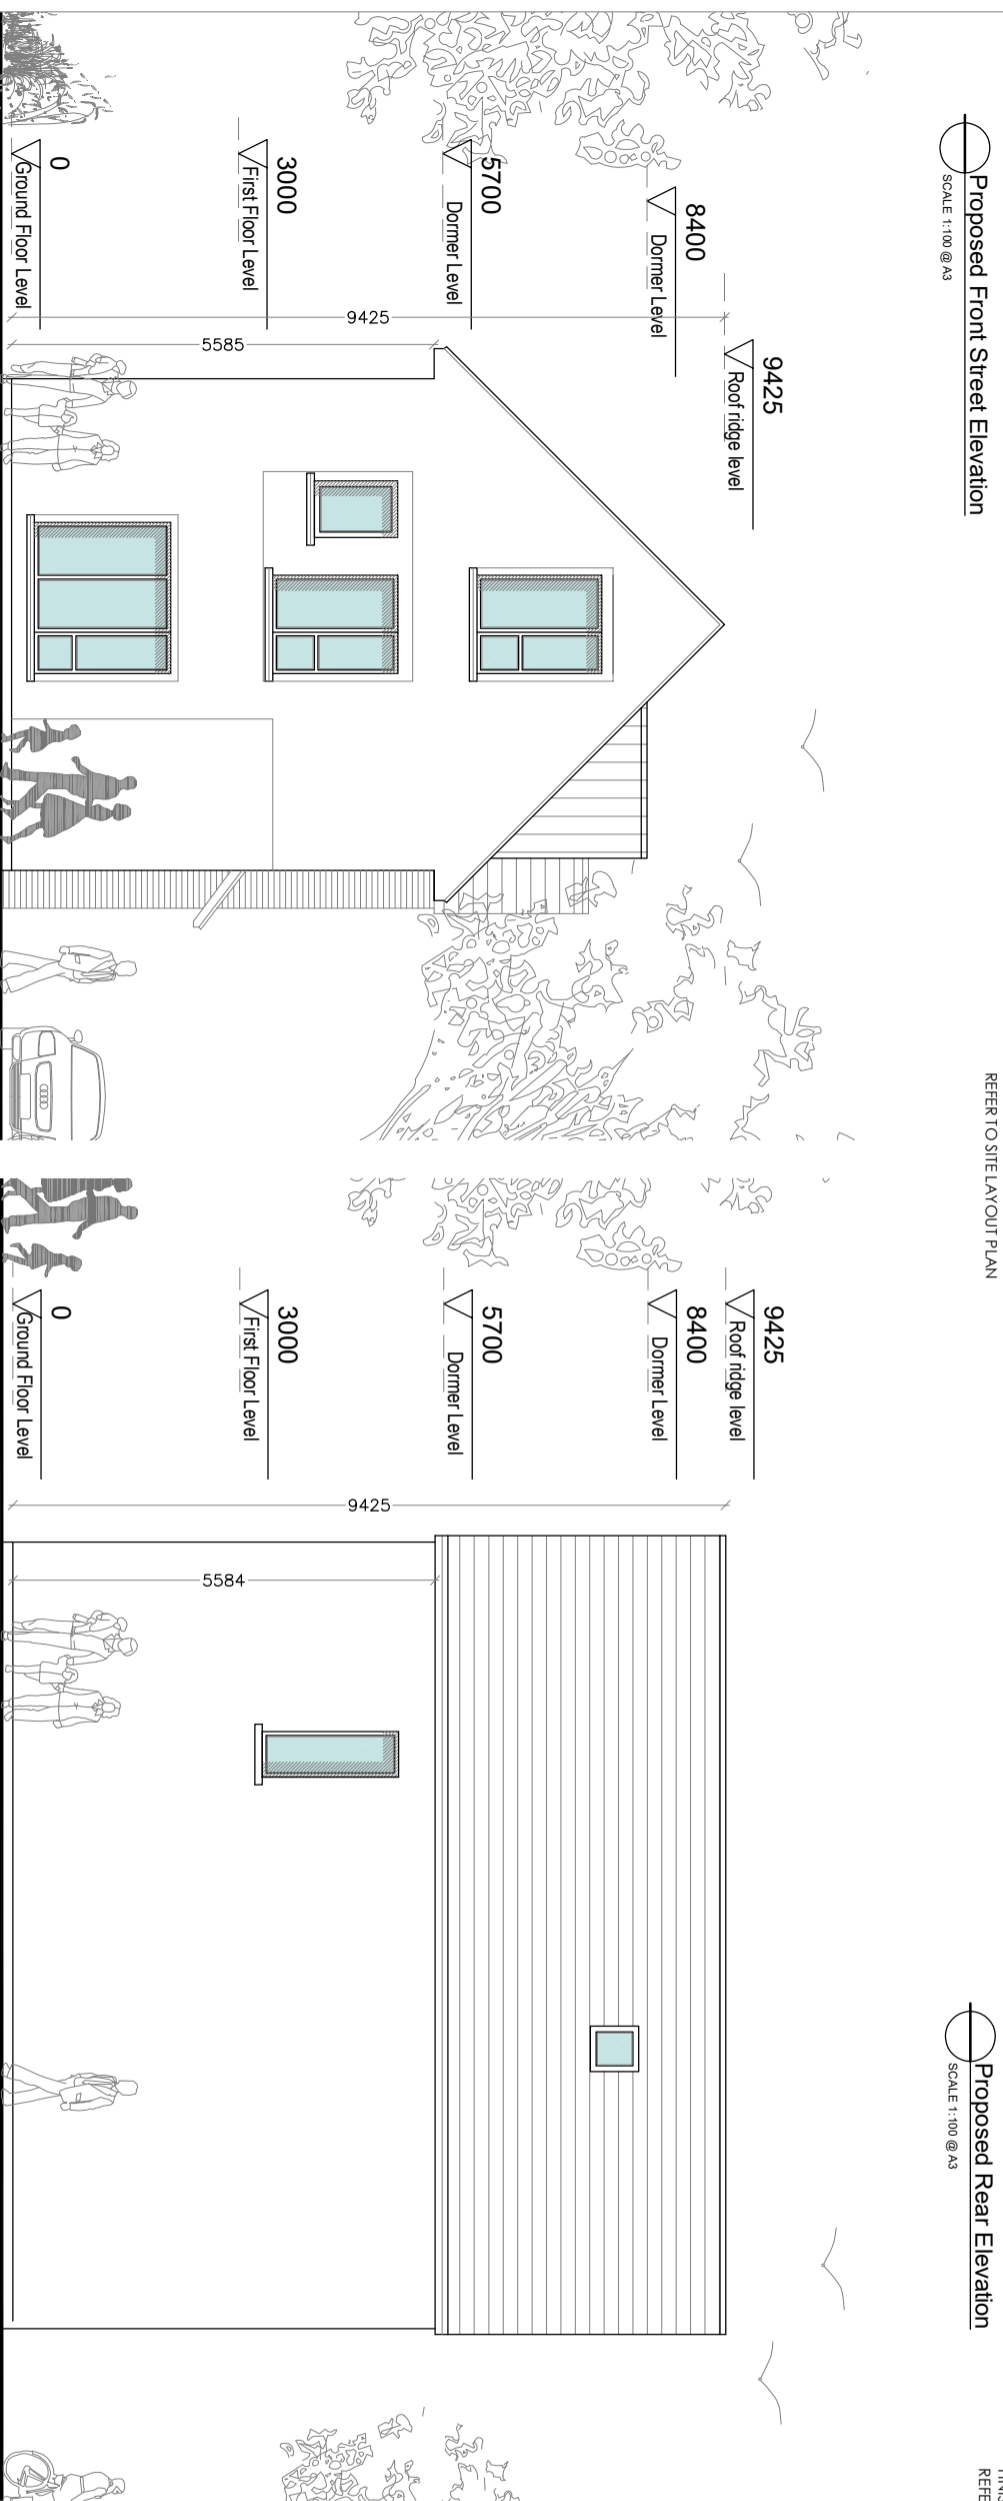 Proposed Front Street Elevation
SCALE 1:100 @ A3
9425
Roof ridge level
8400
Dormer Level
5700
Dormer Level
3000
First Floor Level
0
Ground Floor Level
9425
5585
REFER TO SITE LAYOUT PLAN
Proposed Rear Elevation
SCALE 1:100 @ A3
9425
Roof ridge level
8400
Dormer Level
5700
Dormer Level
3000
First Floor Level
0
Ground Floor Level
9425
5584